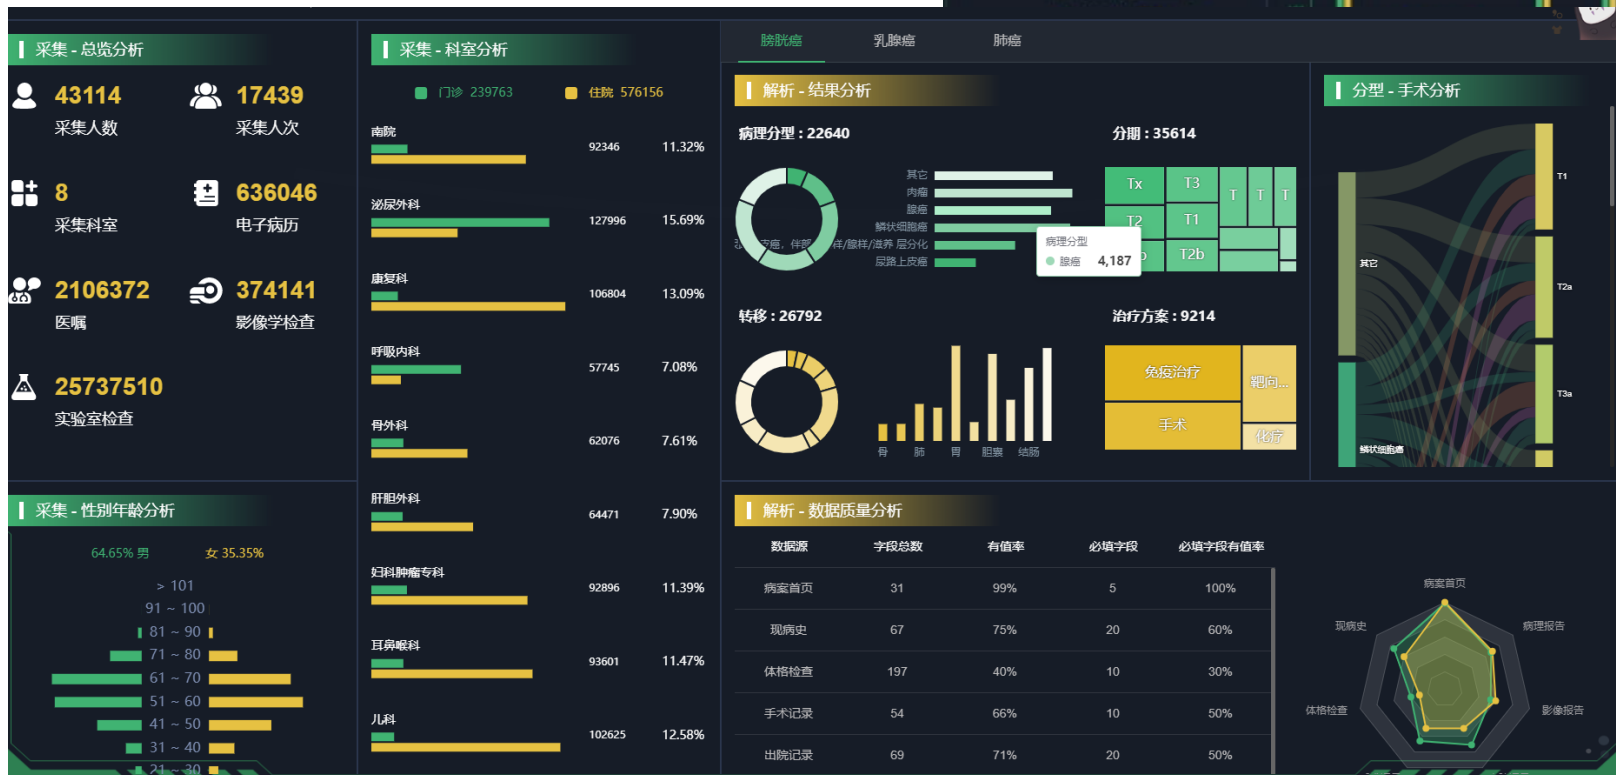 采集 - 总览分析
43114
采集人数
17439
采集人次
8
采集科室
636046
电子病历
2106372
医嘱
374141
影像学检查
25737510
实验室检查
采集 - 性别年龄分析
64.65% 男
女 35.35%
> 101
91 ~ 100
81 ~ 90
71 ~ 80
61 ~ 70
51 ~ 60
41 ~ 50
31 ~ 40
21 ~ 30
采集 - 科室分析
门诊 239763
住院 576156
南院
92346 11.32%
泌尿外科
127996 15.69%
康复科
106804 13.09%
呼吸内科
57745 7.08%
骨外科
62076 7.61%
肝胆外科
64471 7.90%
妇科肿瘤专科
92896 11.39%
耳鼻喉科
93601 11.47%
儿科
102625 12.58%
膀胱癌 乳腺癌 肺癌
解析 - 结果分析
病理分型 : 22640
其它
肉瘤
腺癌
鳞状细胞癌
皮癌，伴部
样/腺样/滋养 层分化
尿路上皮癌
病理分型
腺癌 4,187
分期 : 35614
Tx T3 T T T
T2 T1
T2b
转移 : 26792
骨 肺 胃 胆囊 结肠
治疗方案 : 9214
免疫治疗
靶向...
手术
化疗
分型 - 手术分析
其它
鳞状细胞癌
T1
T2a
T3a
解析 - 数据质量分析
数据源 字段总数 有值率 必填字段 必填字段有值率
病案首页 31 99% 5 100%
现病史 67 75% 20 60%
体格检查 197 40% 10 30%
手术记录 54 66% 10 50%
出院记录 69 71% 20 50%
病案首页
现病史
病理报告
体格检查
影像报告